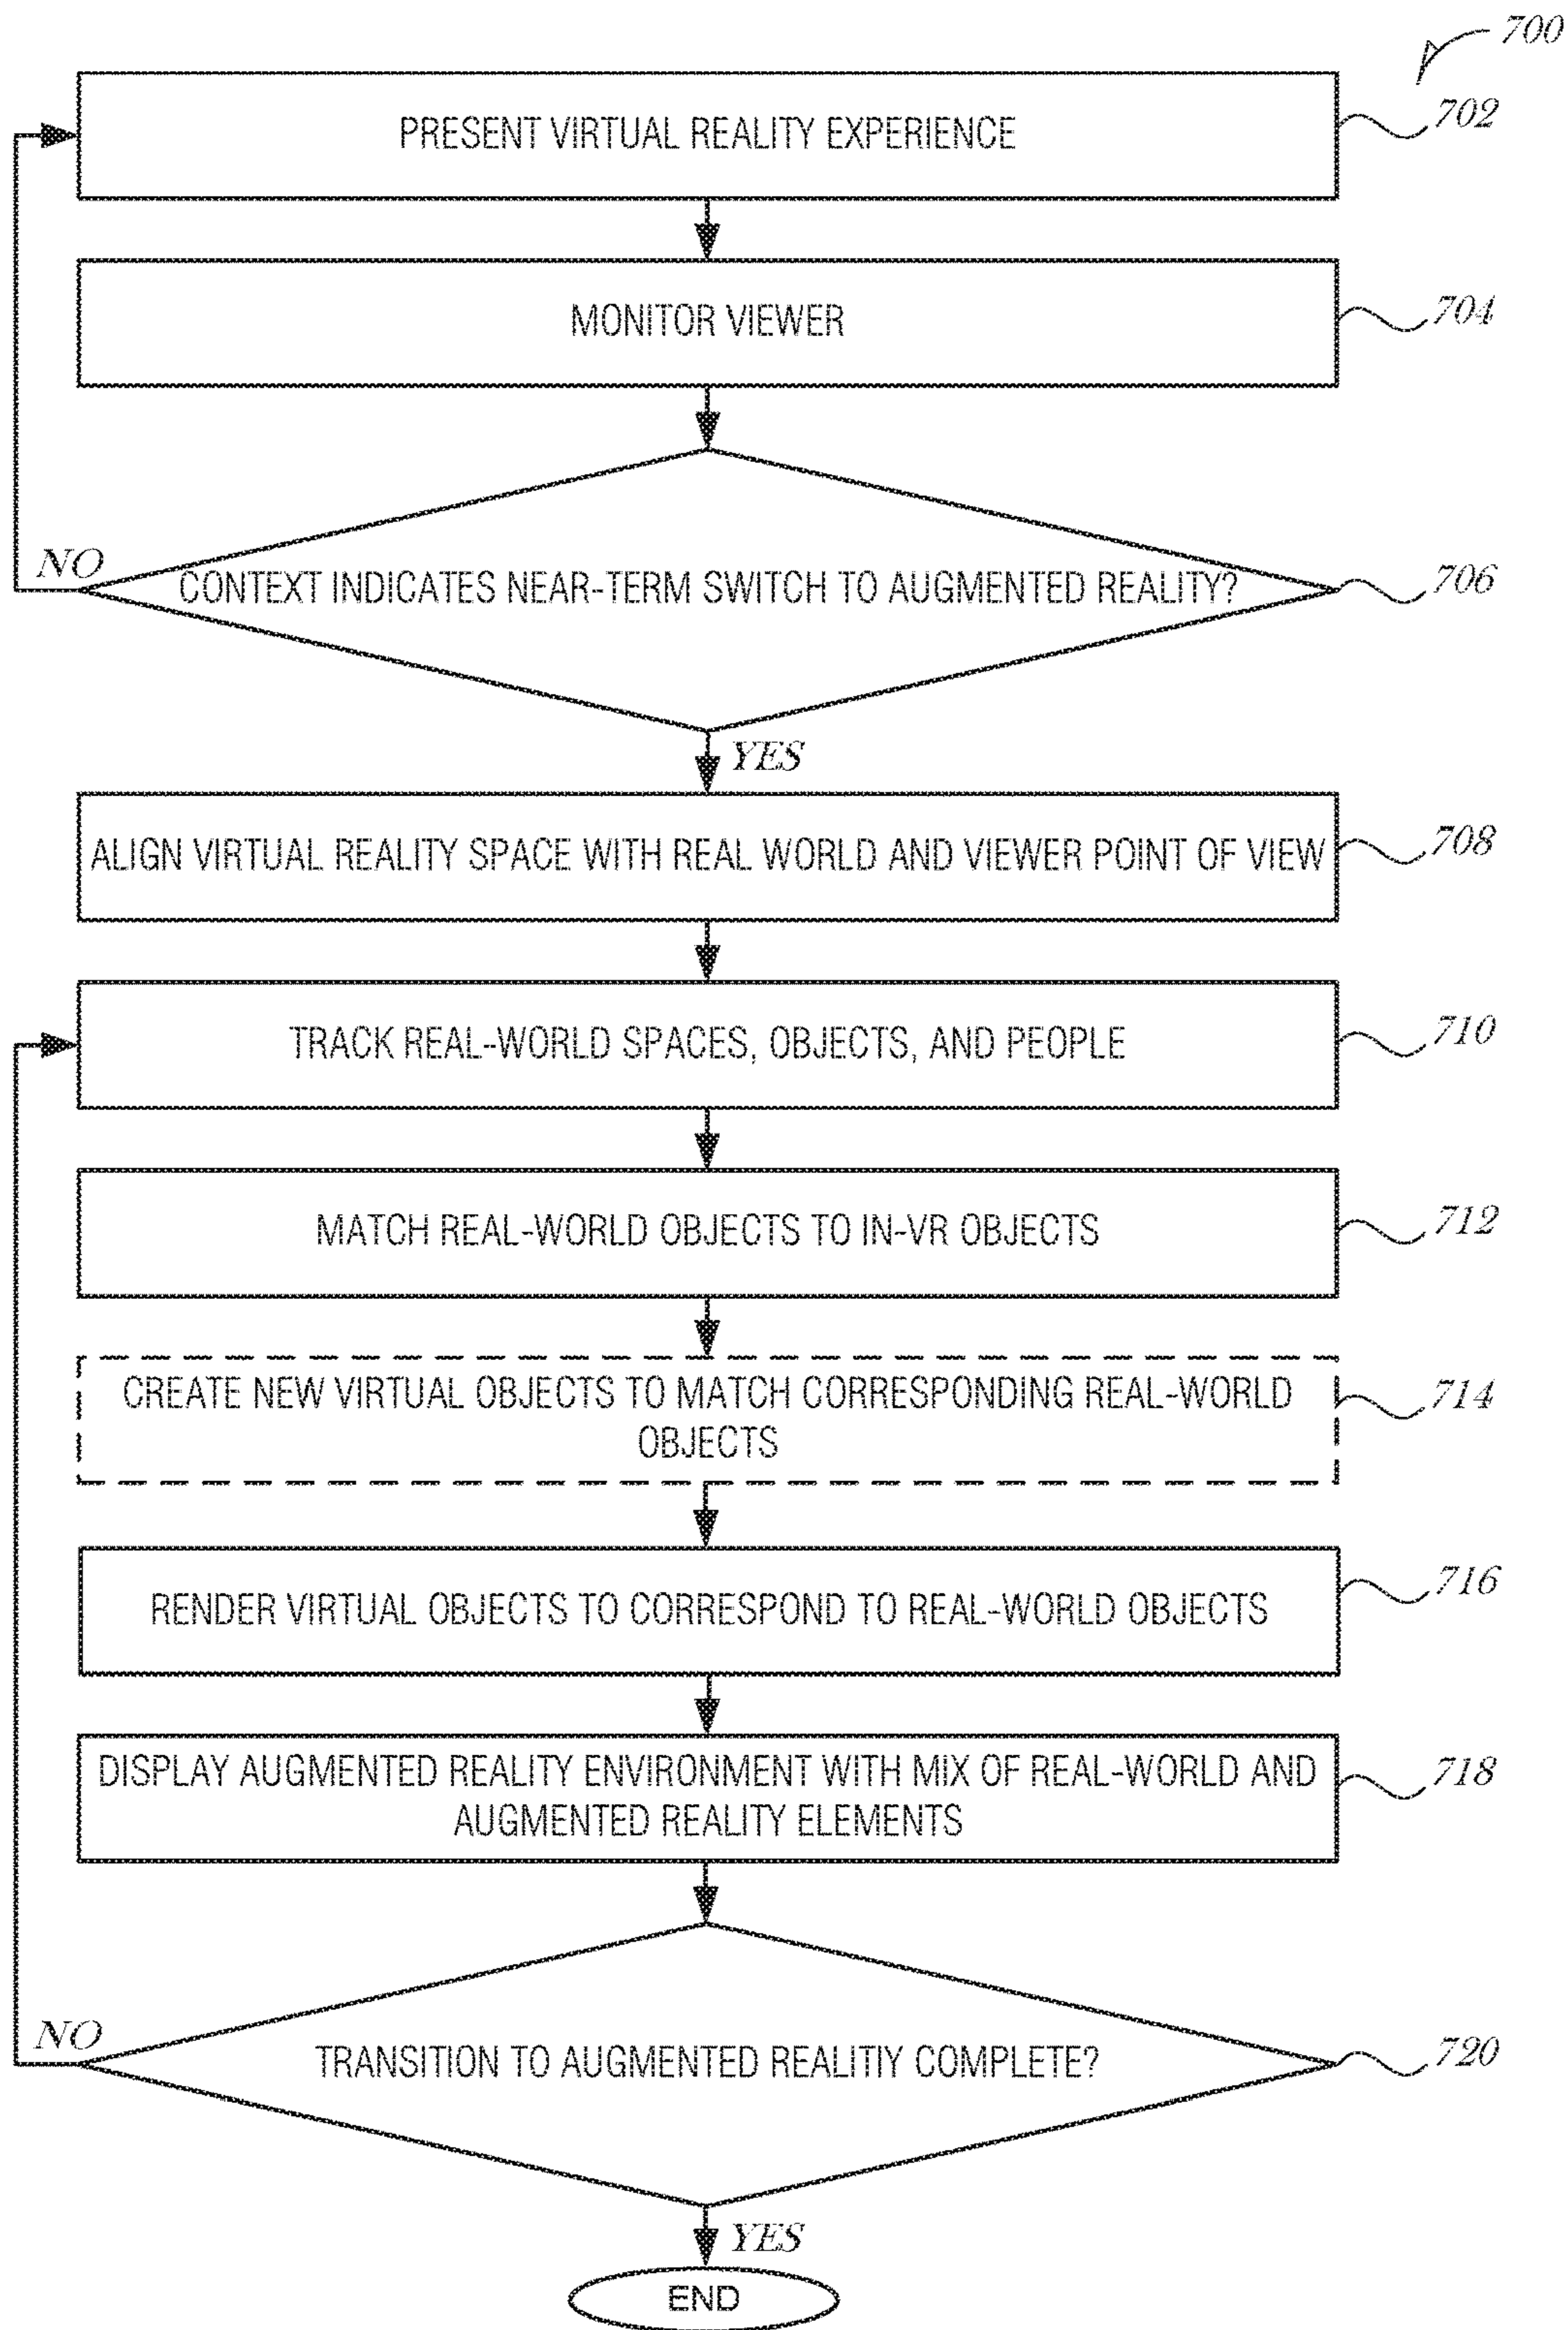 700
PRESENT VIRTUAL REALITY EXPERIENCE
702
MONITOR VIEWER
704
NO
CONTEXT INDICATES NEAR-TERM SWITCH TO AUGMENTED REALITY?
706
YES
ALIGN VIRTUAL REALITY SPACE WITH REAL WORLD AND VIEWER POINT OF VIEW
708
TRACK REAL-WORLD SPACES, OBJECTS, AND PEOPLE
710
MATCH REAL-WORLD OBJECTS TO IN-VR OBJECTS
712
CREATE NEW VIRTUAL OBJECTS TO MATCH CORRESPONDING REAL-WORLD
OBJECTS
714
RENDER VIRTUAL OBJECTS TO CORRESPOND TO REAL-WORLD OBJECTS
716
DISPLAY AUGMENTED REALITY ENVIRONMENT WITH MIX OF REAL-WORLD AND
AUGMENTED REALITY ELEMENTS
718
NO
TRANSITION TO AUGMENTED REALITIY COMPLETE?
720
YES
END